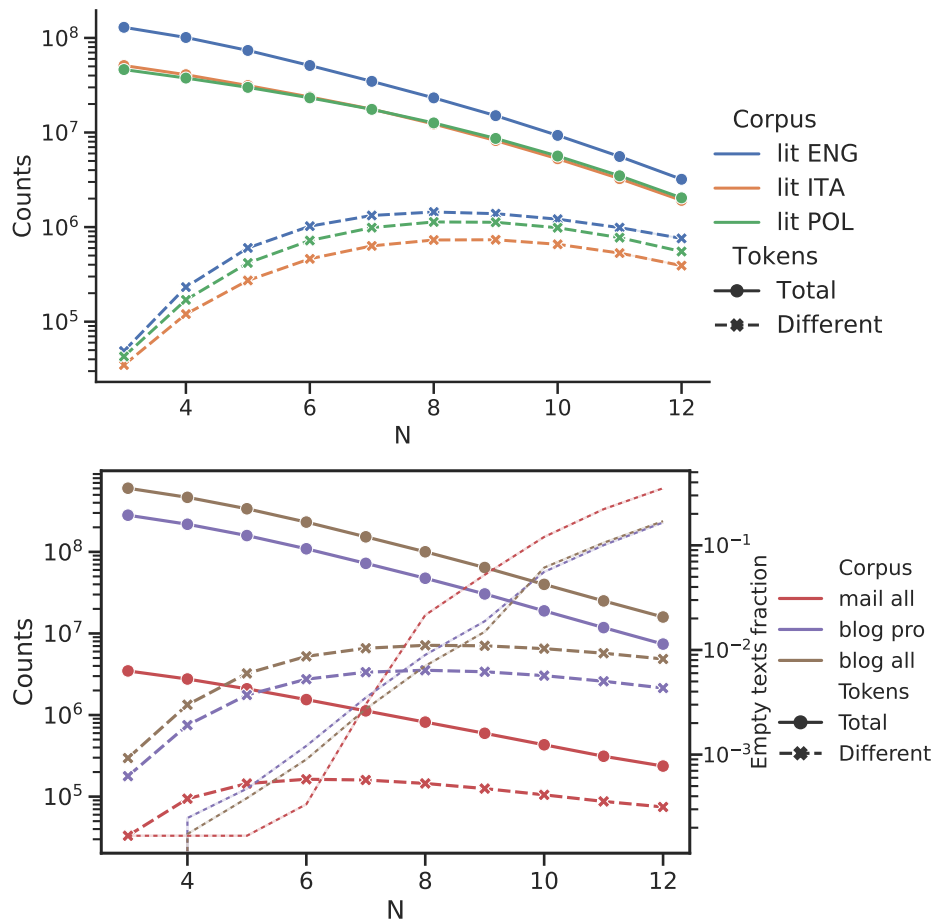 10^8
10^7
10^6
10^5
Counts
4 6 8 10 12
N
Corpus
lit ENG
lit ITA
lit POL
Tokens
Total
Different
10^8
10^7
10^6
10^5
Counts
4 6 8 10 12
N
10^-1
10^-2
10^-3
Empty texts fraction
Corpus
mail all
blog pro
blog all
Tokens
Total
Different